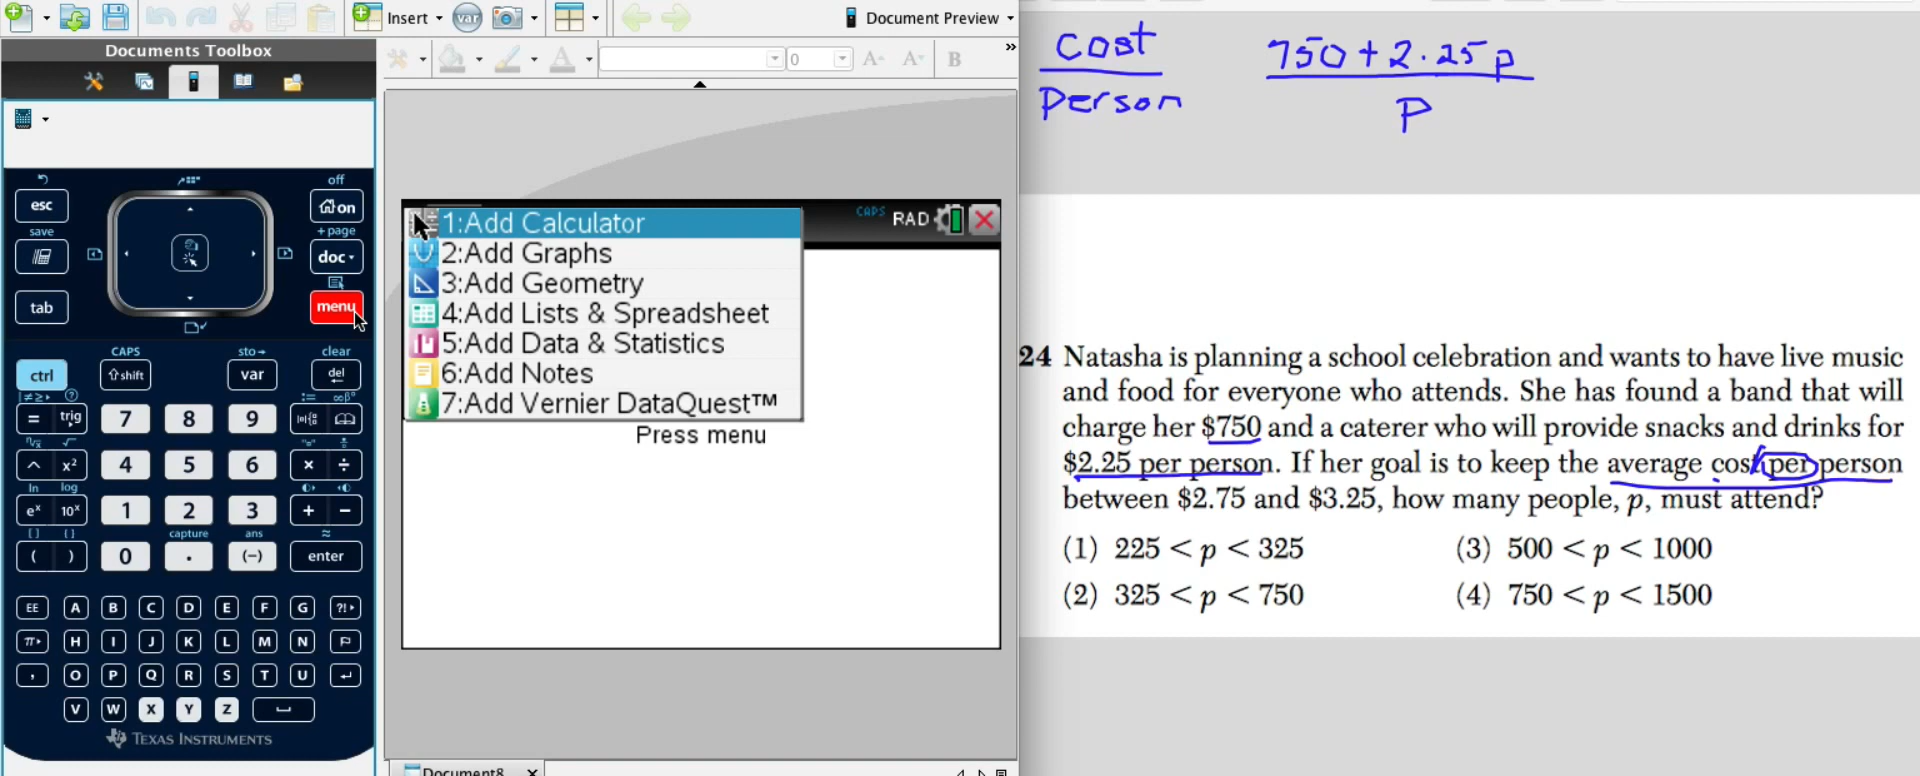 Insert
var
Document Preview
Documents Toolbox
0
A
A
A
B
»
cost
person
750 + 2.25p
p
off
esc
on
save
+ page
doc
tab
menu
CAPS
sto→
clear
ctrl
shift
var
del
= trig 7 8 9
^ x² 4 5 6 × ÷
ln log
eˣ 10ˣ 1 2 3 + −
[ ] { } capture ans ≈
( ) 0 . (−) enter
EE A B C D E F G ?!▸
π▸ H I J K L M N
, O P Q R S T U ↵
V W X Y Z
TEXAS INSTRUMENTS
1:Add Calculator
2:Add Graphs
3:Add Geometry
4:Add Lists & Spreadsheet
5:Add Data & Statistics
6:Add Notes
7:Add Vernier DataQuest™
CAPS RAD
Press menu
Document8
24 Natasha is planning a school celebration and wants to have live music
and food for everyone who attends. She has found a band that will
charge her $750 and a caterer who will provide snacks and drinks for
$2.25 per person. If her goal is to keep the average cost per person
between $2.75 and $3.25, how many people, p, must attend?
(1) 225 < p < 325
(3) 500 < p < 1000
(2) 325 < p < 750
(4) 750 < p < 1500